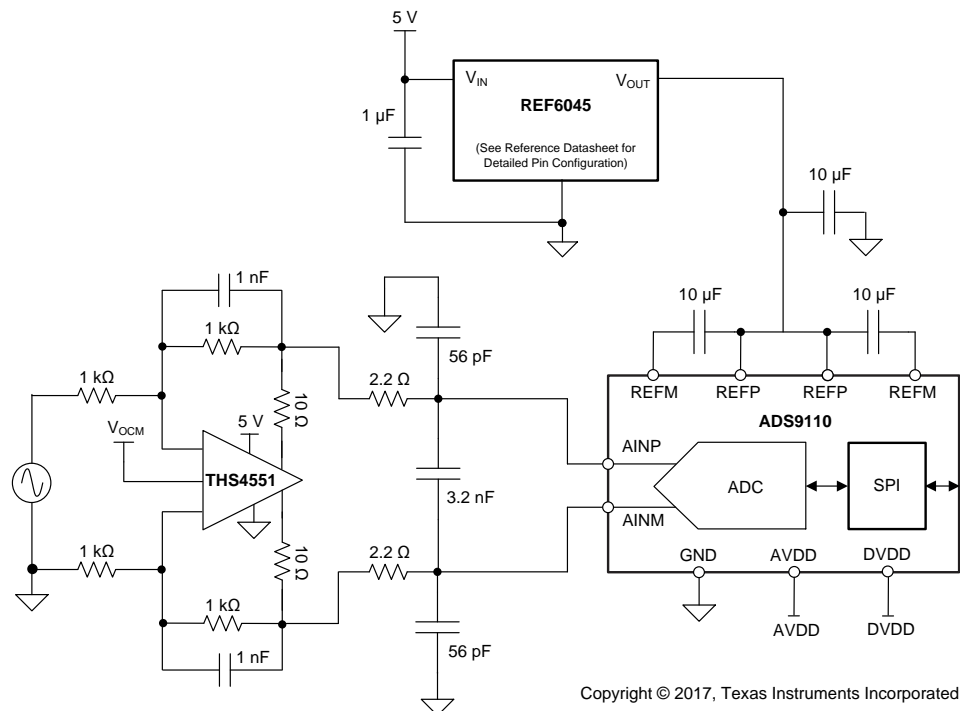 5 V
V_IN
V_OUT
REF6045
1 µF
(See Reference Datasheet for
Detailed Pin Configuration)
10 µF
1 nF
10 µF
10 µF
1 kΩ
56 pF
1 kΩ
2.2 Ω
REFM
REFP
REFP
REFM
10 Ω
5 V
ADS9110
V_OCM
AINP
THS4551
3.2 nF
ADC
SPI
AINM
10 Ω
2.2 Ω
1 kΩ
GND
AVDD
DVDD
1 kΩ
AVDD
DVDD
1 nF
56 pF
Copyright © 2017, Texas Instruments Incorporated